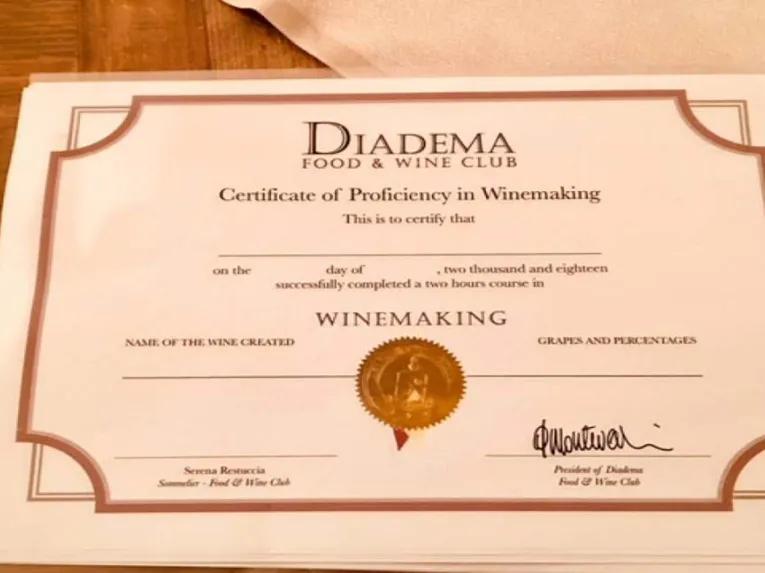 DIADEMA
FOOD & WINE CLUB
Certificate of Proficiency in Winemaking
This is to certify that
on the day of , two thousand and eighteen
successfully completed a two hours course in
WINEMAKING
NAME OF THE WINE CREATED
GRAPES AND PERCENTAGES
Serena Restuccia
Sommelier - Food & Wine Club
President of Diadema
Food & Wine Club